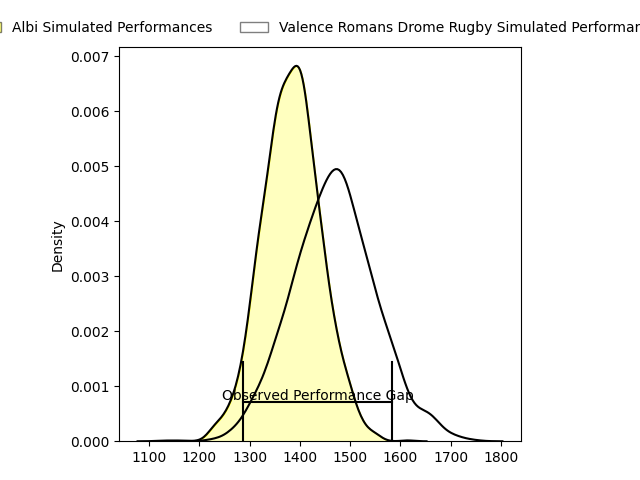 Albi Simulated Performances
Valence Romans Drome Rugby Simulated Performan
0.007
0.006
0.005
0.004
0.003
0.002
0.001
0.000
Density
Observed Performance Gap
1100 1200 1300 1400 1500 1600 1700 1800